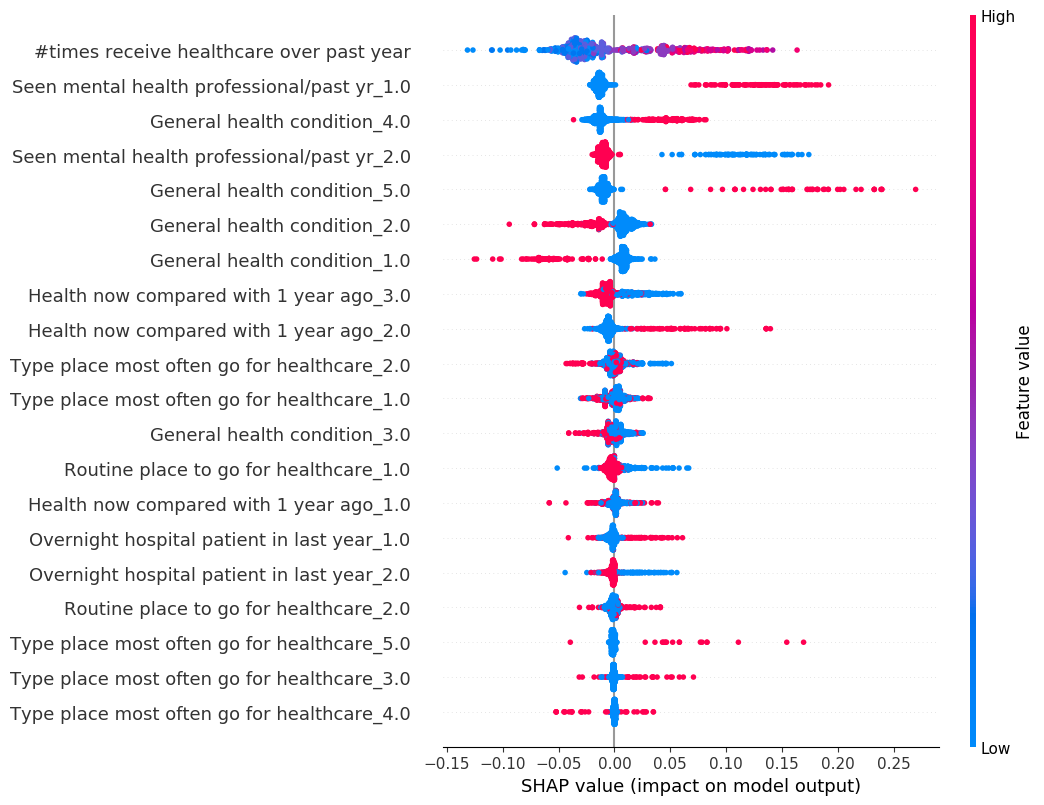 High
#times receive healthcare over past year
Seen mental health professional/past yr_1.0
General health condition_4.0
Seen mental health professional/past yr_2.0
General health condition_5.0
General health condition_2.0
General health condition_1.0
Health now compared with 1 year ago_3.0
Health now compared with 1 year ago_2.0
Type place most often go for healthcare_2.0
Type place most often go for healthcare_1.0
General health condition_3.0
Routine place to go for healthcare_1.0
Health now compared with 1 year ago_1.0
Overnight hospital patient in last year_1.0
Overnight hospital patient in last year_2.0
Routine place to go for healthcare_2.0
Type place most often go for healthcare_5.0
Type place most often go for healthcare_3.0
Type place most often go for healthcare_4.0
Feature value
Low
−0.15 −0.10 −0.05 0.00 0.05 0.10 0.15 0.20 0.25
SHAP value (impact on model output)